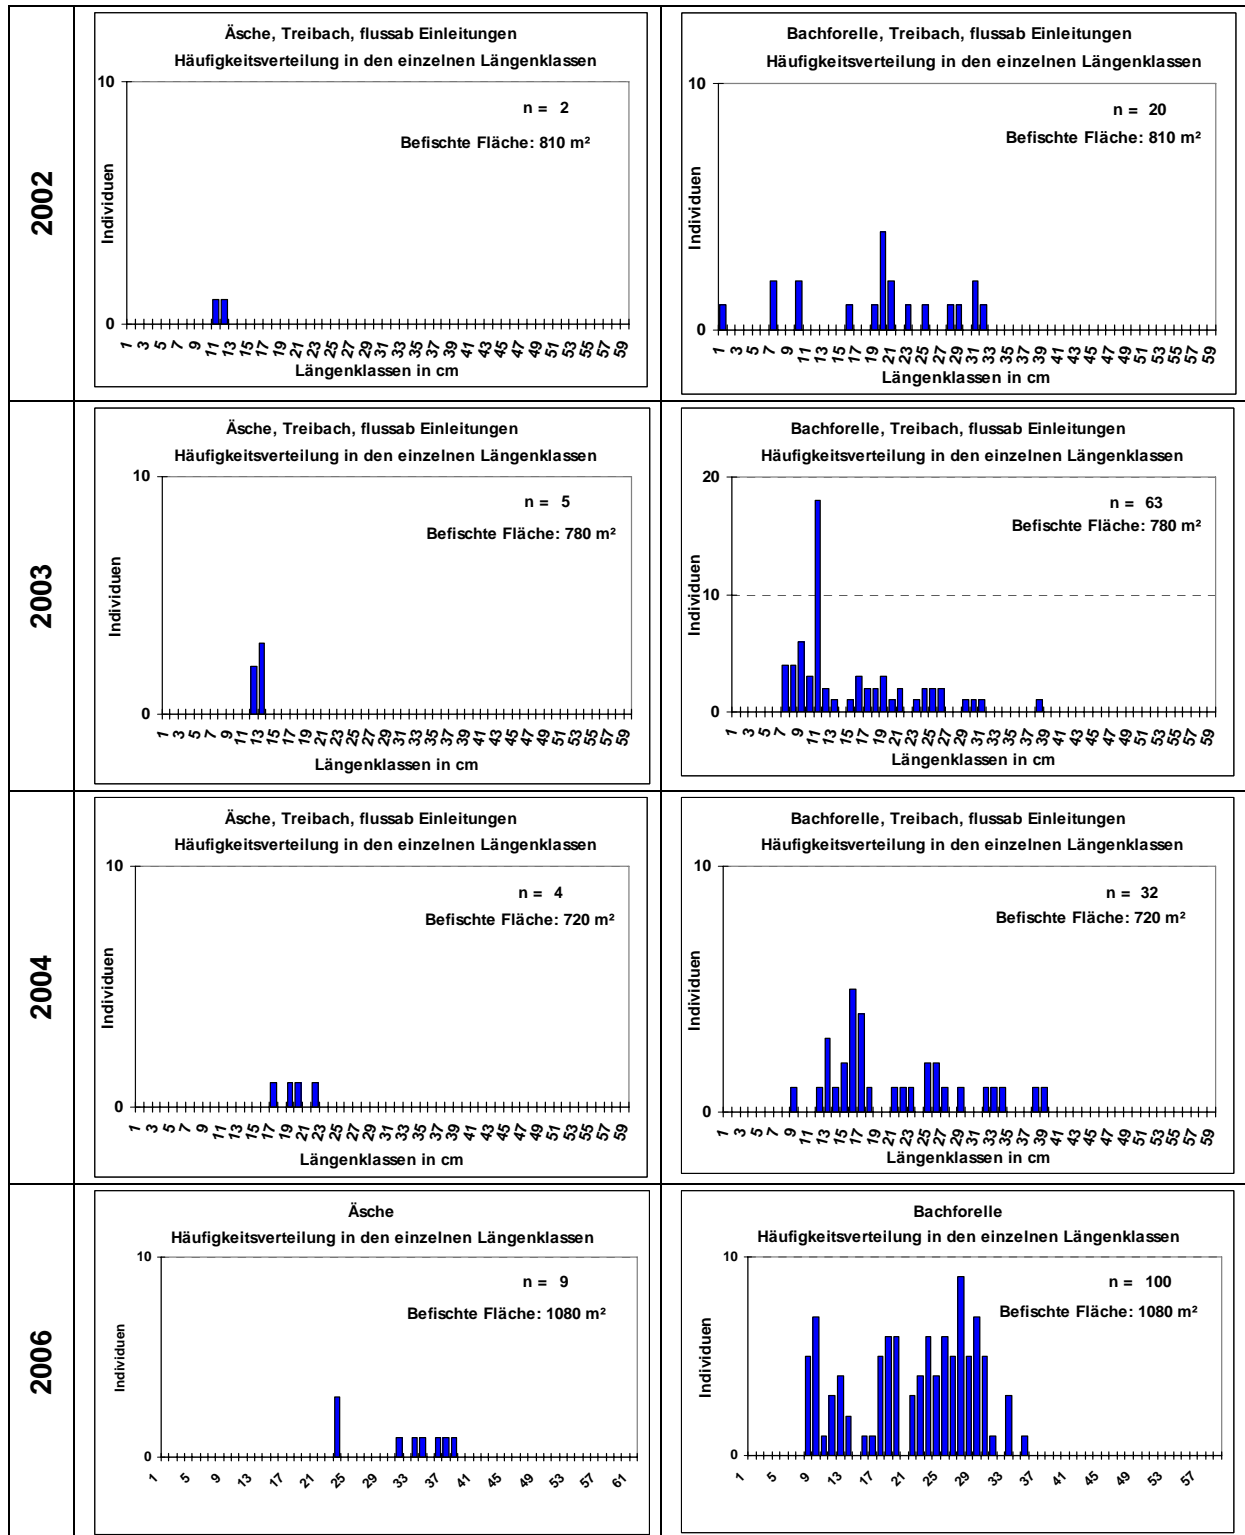 2002
Äsche, Treibach, flussab Einleitungen
Häufigkeitsverteilung in den einzelnen Längenklassen
10
n = 2
Befischte Fläche: 810 m²
Individuen
0
1 3 5 7 9 11 13 15 17 19 21 23 25 27 29 31 33 35 37 39 41 43 45 47 49 51 53 55 57 59
Längenklassen in cm
Bachforelle, Treibach, flussab Einleitungen
Häufigkeitsverteilung in den einzelnen Längenklassen
10
n = 20
Befischte Fläche: 810 m²
Individuen
0
1 3 5 7 9 11 13 15 17 19 21 23 25 27 29 31 33 35 37 39 41 43 45 47 49 51 53 55 57 59
Längenklassen in cm
2003
Äsche, Treibach, flussab Einleitungen
Häufigkeitsverteilung in den einzelnen Längenklassen
10
n = 5
Befischte Fläche: 780 m²
Individuen
0
1 3 5 7 9 11 13 15 17 19 21 23 25 27 29 31 33 35 37 39 41 43 45 47 49 51 53 55 57 59
Längenklassen in cm
Bachforelle, Treibach, flussab Einleitungen
Häufigkeitsverteilung in den einzelnen Längenklassen
20
n = 63
Befischte Fläche: 780 m²
Individuen
10
0
1 3 5 7 9 11 13 15 17 19 21 23 25 27 29 31 33 35 37 39 41 43 45 47 49 51 53 55 57 59
Längenklassen in cm
2004
Äsche, Treibach, flussab Einleitungen
Häufigkeitsverteilung in den einzelnen Längenklassen
10
n = 4
Befischte Fläche: 720 m²
Individuen
0
1 3 5 7 9 11 13 15 17 19 21 23 25 27 29 31 33 35 37 39 41 43 45 47 49 51 53 55 57 59
Längenklassen in cm
Bachforelle, Treibach, flussab Einleitungen
Häufigkeitsverteilung in den einzelnen Längenklassen
10
n = 32
Befischte Fläche: 720 m²
Individuen
0
1 3 5 7 9 11 13 15 17 19 21 23 25 27 29 31 33 35 37 39 41 43 45 47 49 51 53 55 57 59
Längenklassen in cm
2006
Äsche
Häufigkeitsverteilung in den einzelnen Längenklassen
10
n = 9
Befischte Fläche: 1080 m²
Individuen
0
1 5 9 13 17 21 25 29 33 37 41 45 49 53 57 61
Bachforelle
Häufigkeitsverteilung in den einzelnen Längenklassen
10
n = 100
Befischte Fläche: 1080 m²
Individuen
0
1 5 9 13 17 21 25 29 33 37 41 45 49 53 57